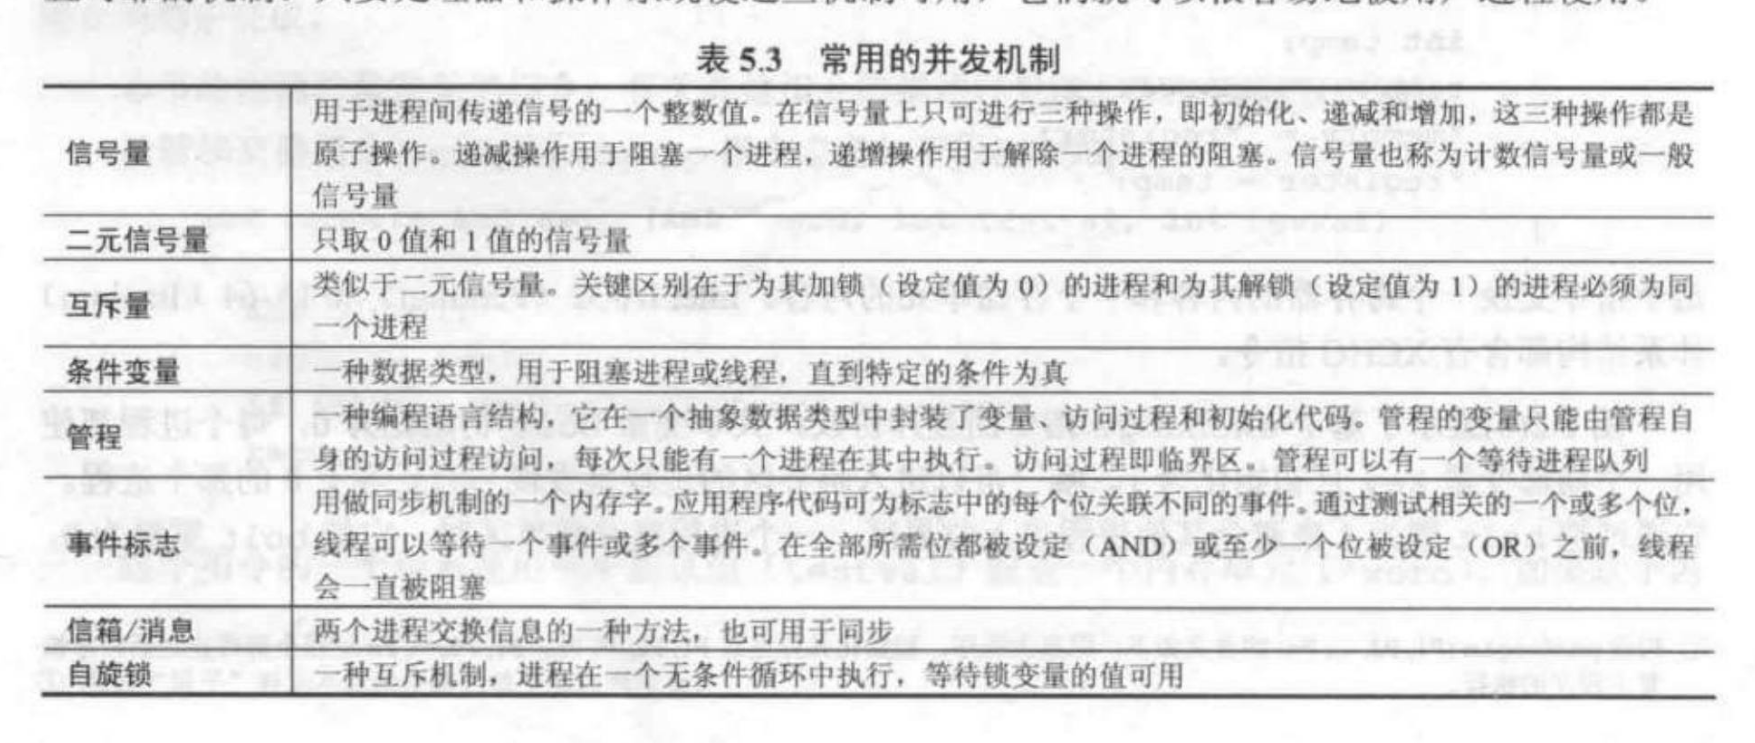 表 5.3 常用的并发机制
信号量
用于进程间传递信号的一个整数值。在信号量上只可进行三种操作，即初始化、递减和增加，这三种操作都是
原子操作。递减操作用于阻塞一个进程，递增操作用于解除一个进程的阻塞。信号量也称为计数信号量或一般
信号量
二元信号量
只取 0 值和 1 值的信号量
互斥量
类似于二元信号量。关键区别在于为其加锁（设定值为 0）的进程和为其解锁（设定值为 1）的进程必须为同
一个进程
条件变量
一种数据类型，用于阻塞进程或线程，直到特定的条件为真
管程
一种编程语言结构，它在一个抽象数据类型中封装了变量、访问过程和初始化代码。管程的变量只能由管程自
身的访问过程访问，每次只能有一个进程在其中执行。访问过程即临界区。管程可以有一个等待进程队列
事件标志
用做同步机制的一个内存字。应用程序代码可为标志中的每个位关联不同的事件。通过测试相关的一个或多个位，
线程可以等待一个事件或多个事件。在全部所需位都被设定（AND）或至少一个位被设定（OR）之前，线程
会一直被阻塞
信箱/消息
两个进程交换信息的一种方法，也可用于同步
自旋锁
一种互斥机制，进程在一个无条件循环中执行，等待锁变量的值可用